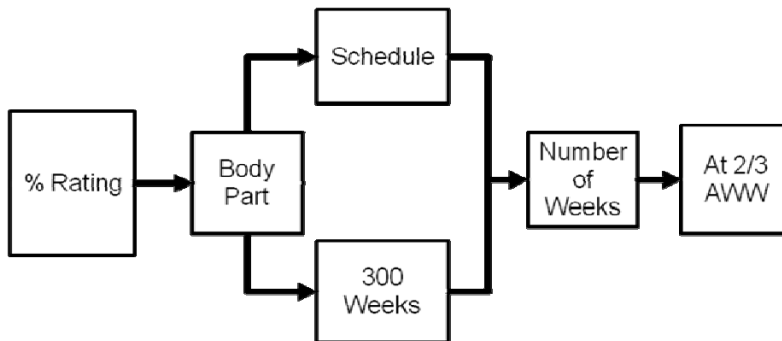 % Rating
Body
Part
Schedule
300
Weeks
Number
of
Weeks
At 2/3
AWW